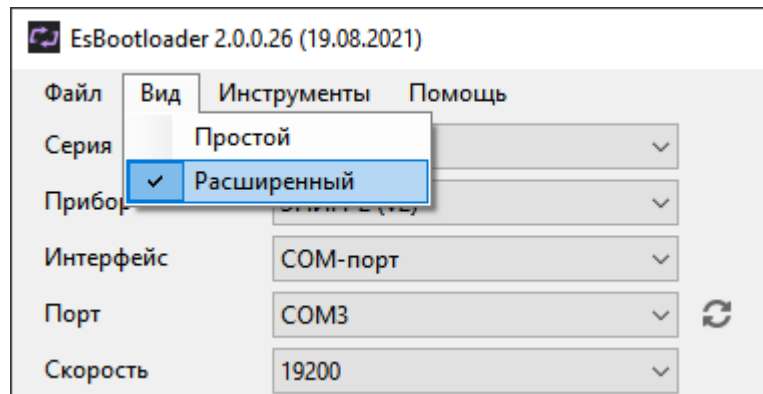 EsBootloader 2.0.0.26 (19.08.2021)
Файл Вид Инструменты Помощь
Серия Простой
Расширенный
Прибор
Интерфейс COM-порт
Порт COM3
Скорость 19200